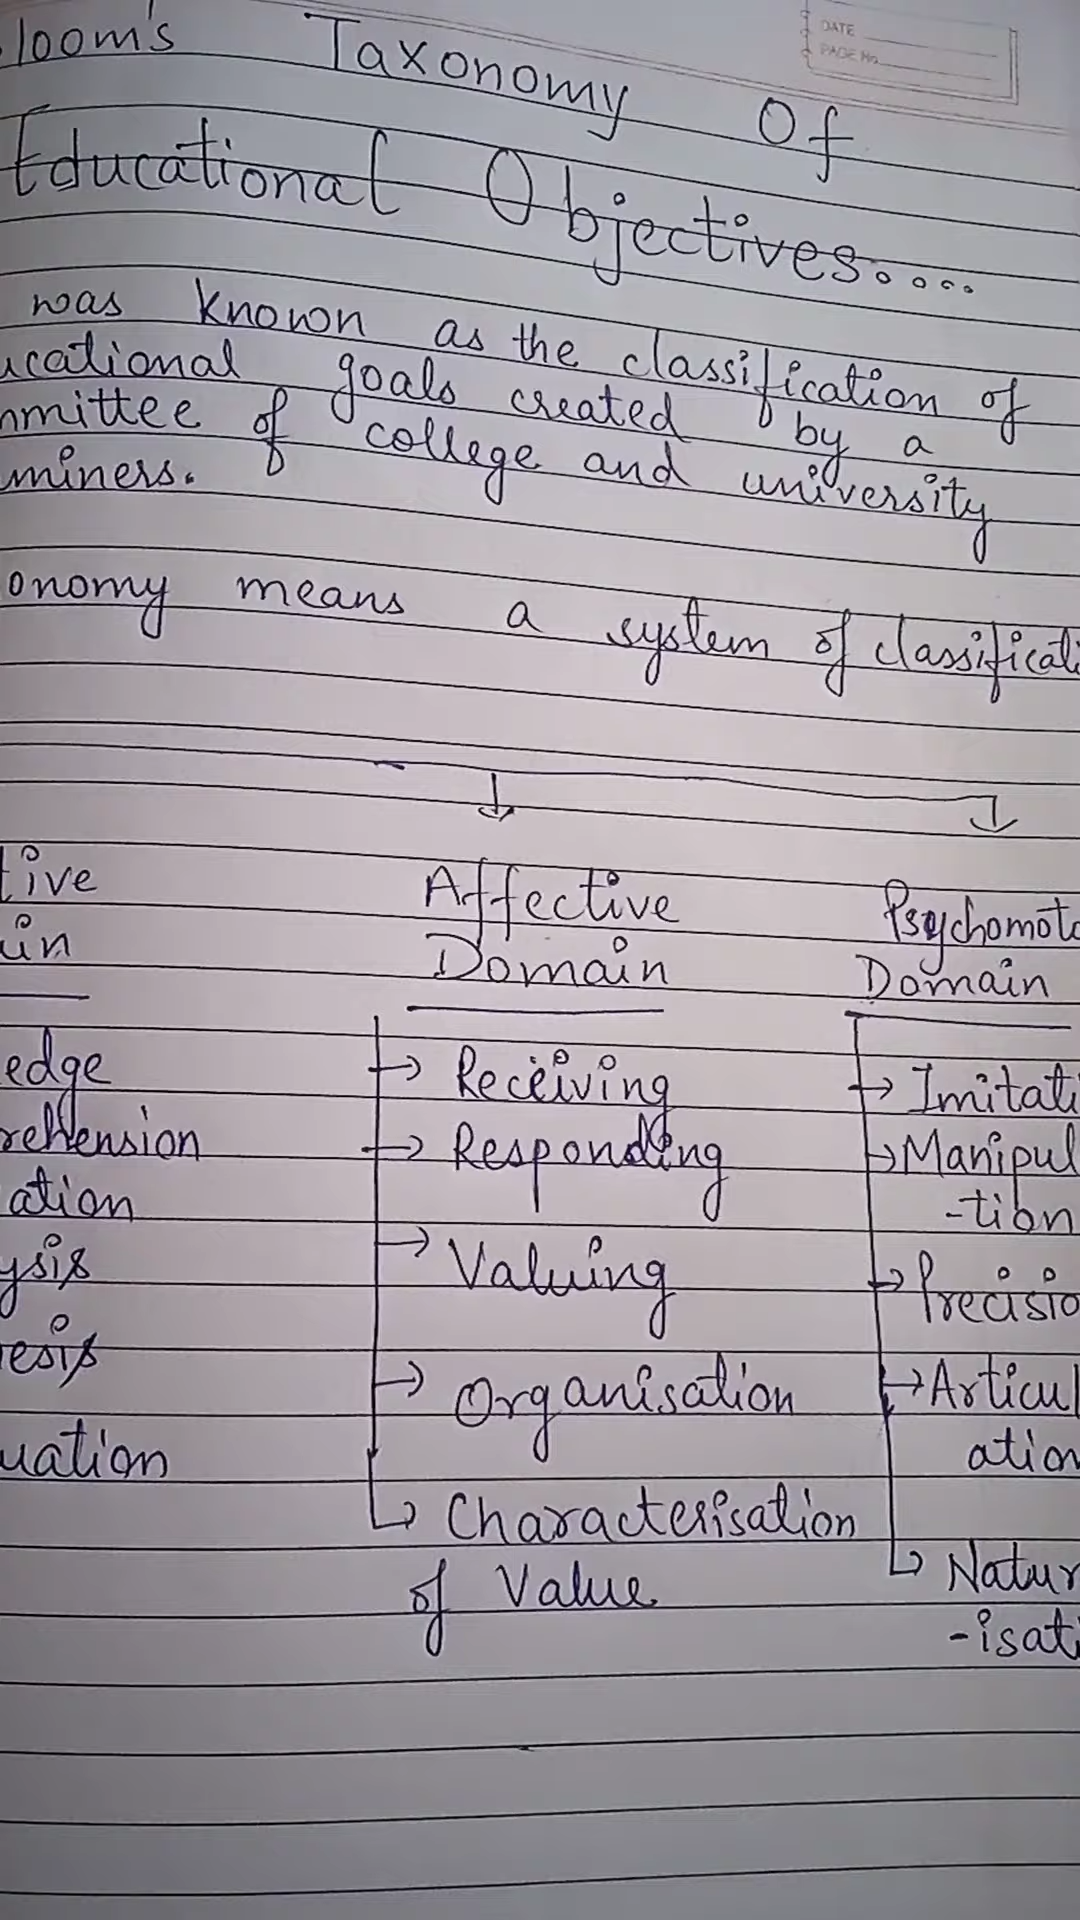 loom's Taxonomy Of
Educational Objectives....
DATE
PAGE No.
was known as the classification of
ucational goals created by a
mmittee of college and university
miners.
onomy means a system of classificati
tive
in
Affective
Domain
Psychomoto
Domain
edge
rehension
ation
ysis
esis
uation
→ Receiving
→ Responding
→ Valuing
→ Organisation
↳ Characterisation
of Value
→ Imitati
→ Manipul
-tion
→ Precisio
→ Articul
ation
↳ Natur
-isati